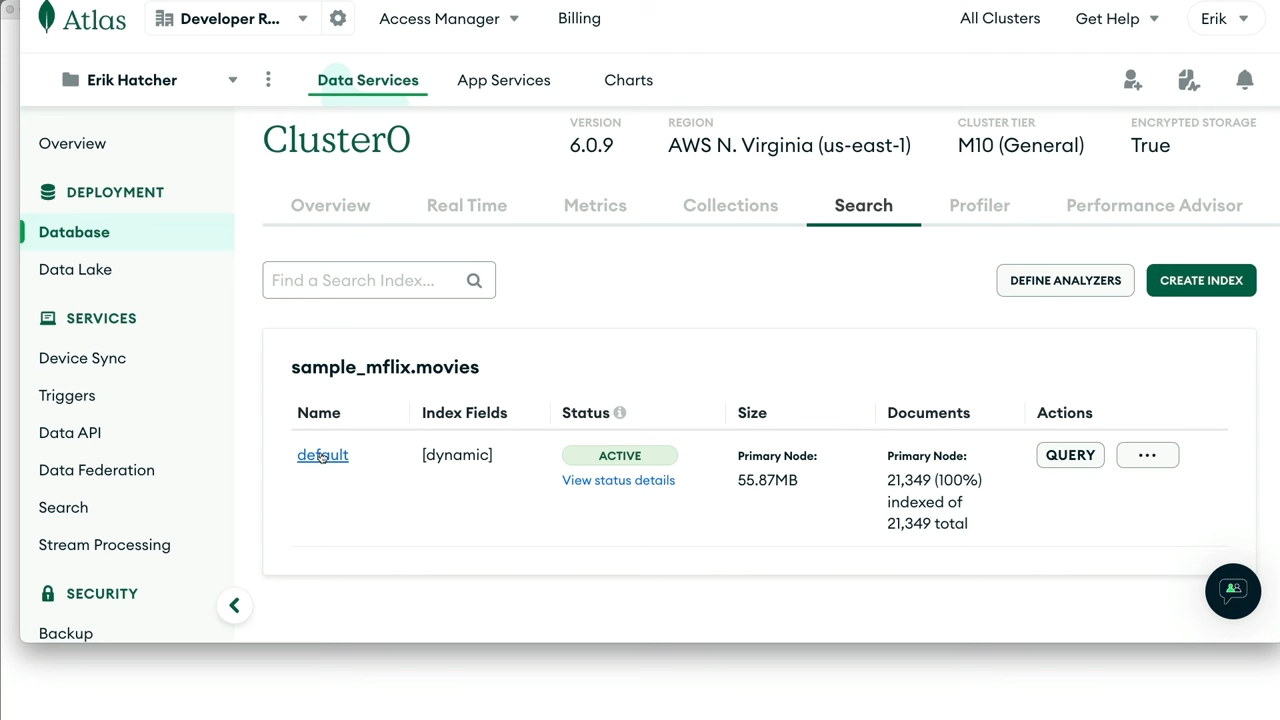 Atlas
Developer R...
Access Manager
Billing
All Clusters
Get Help
Erik
Erik Hatcher
Data Services
App Services
Charts
Overview
DEPLOYMENT
Database
Data Lake
SERVICES
Device Sync
Triggers
Data API
Data Federation
Search
Stream Processing
SECURITY
Backup
Cluster0
VERSION
6.0.9
REGION
AWS N. Virginia (us-east-1)
CLUSTER TIER
M10 (General)
ENCRYPTED STORAGE
True
Overview
Real Time
Metrics
Collections
Search
Profiler
Performance Advisor
Find a Search Index...
DEFINE ANALYZERS
CREATE INDEX
sample_mflix.movies
Name
Index Fields
Status
Size
Documents
Actions
default
[dynamic]
ACTIVE
View status details
Primary Node:
55.87MB
Primary Node:
21,349 (100%)
indexed of
21,349 total
QUERY
...